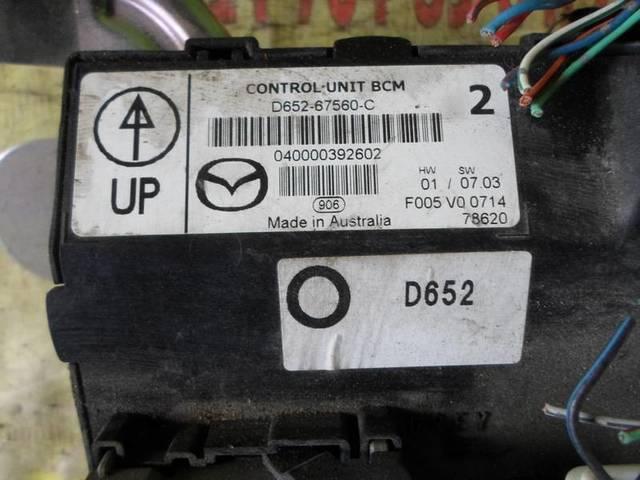 CONTROL UNIT BCM
D652-67560-C
2
040000392602
UP
HW SW
01 / 07.03
906
F005 V0 0714
Made in Australia
78620
D652